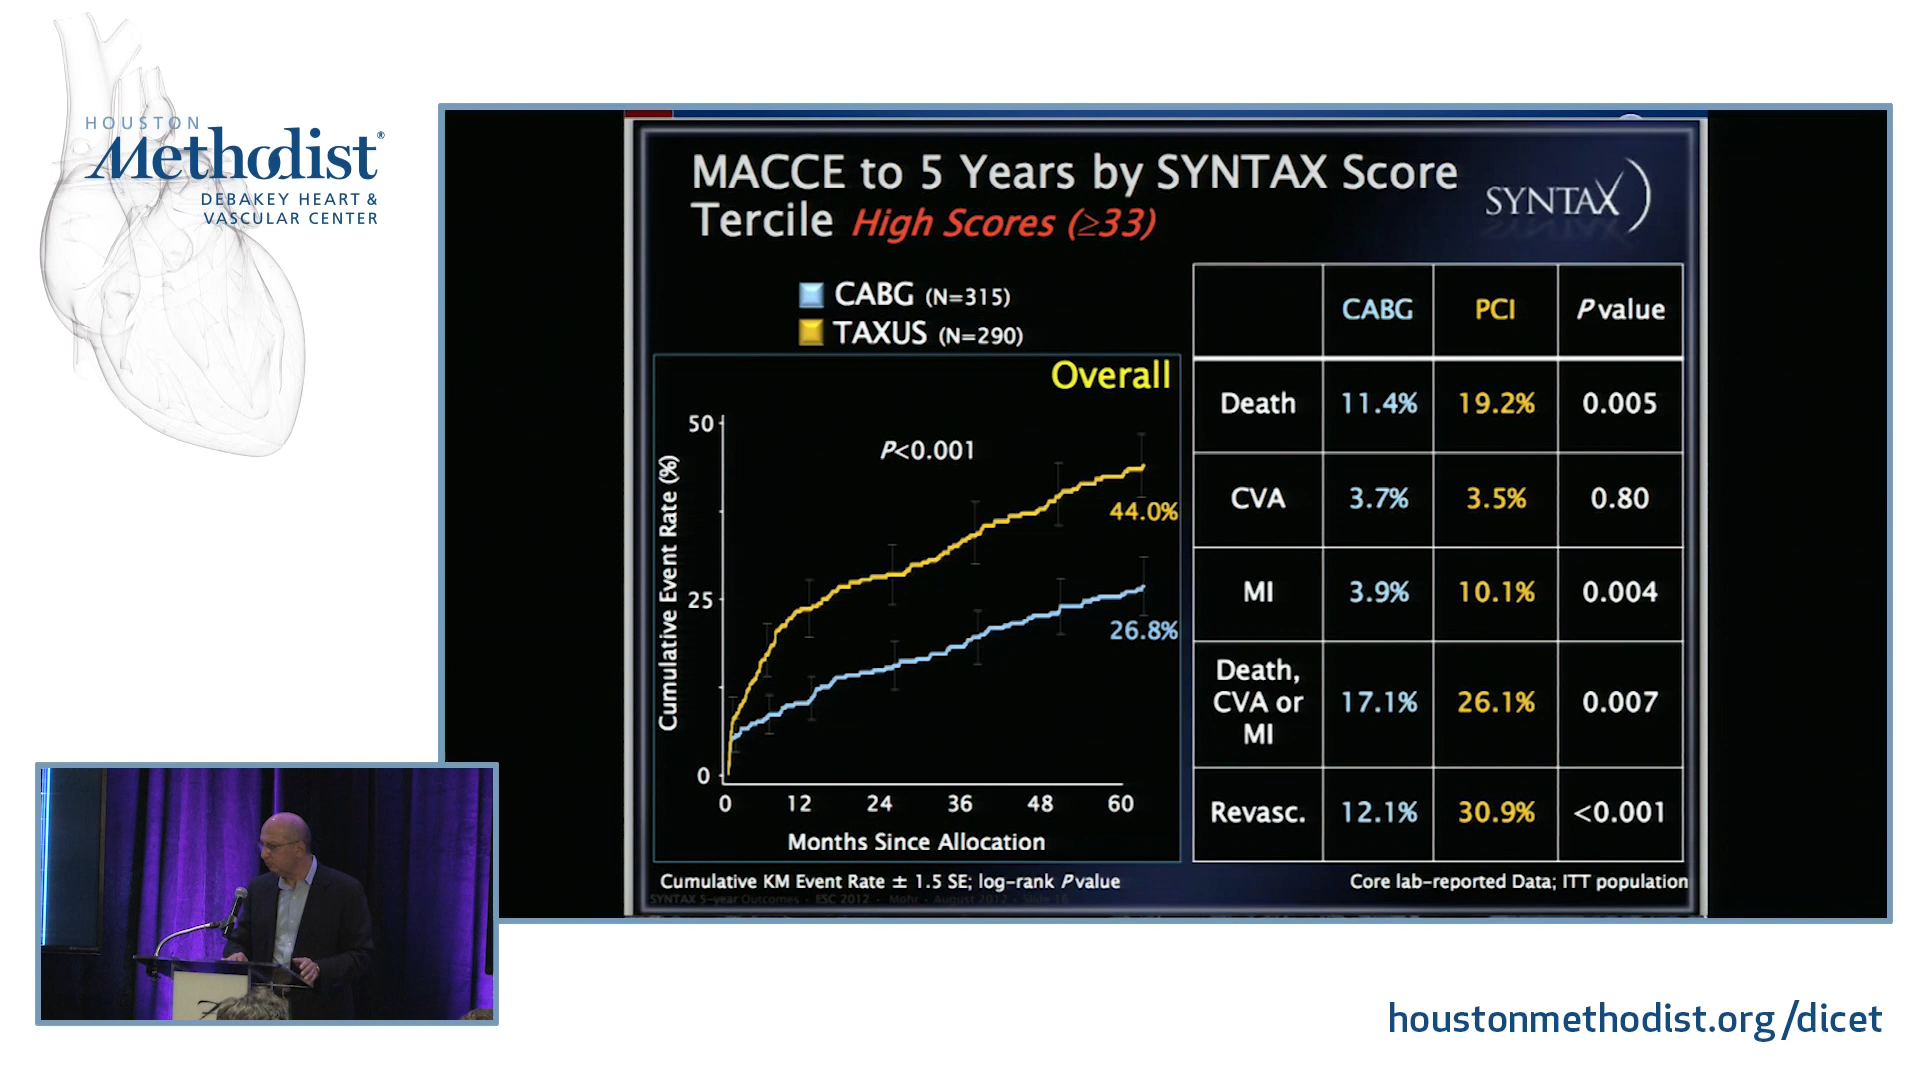 HOUSTON
Methodist®
DEBAKEY HEART &
VASCULAR CENTER
MACCE to 5 Years by SYNTAX Score
Tercile High Scores (≥33)
SYNTAX
CABG (N=315)
TAXUS (N=290)
Overall
P<0.001
50
25
0
Cumulative Event Rate (%)
44.0%
26.8%
0 12 24 36 48 60
Months Since Allocation
CABG PCI P value
Death 11.4% 19.2% 0.005
CVA 3.7% 3.5% 0.80
MI 3.9% 10.1% 0.004
Death,
CVA or
MI
17.1% 26.1% 0.007
Revasc. 12.1% 30.9% <0.001
Cumulative KM Event Rate ± 1.5 SE; log-rank P value
Core lab-reported Data; ITT population
SYNTAX 5-year Outcomes • ESC 2012 • Mohr • August 2012 • Slide 16
houstonmethodist.org/dicet